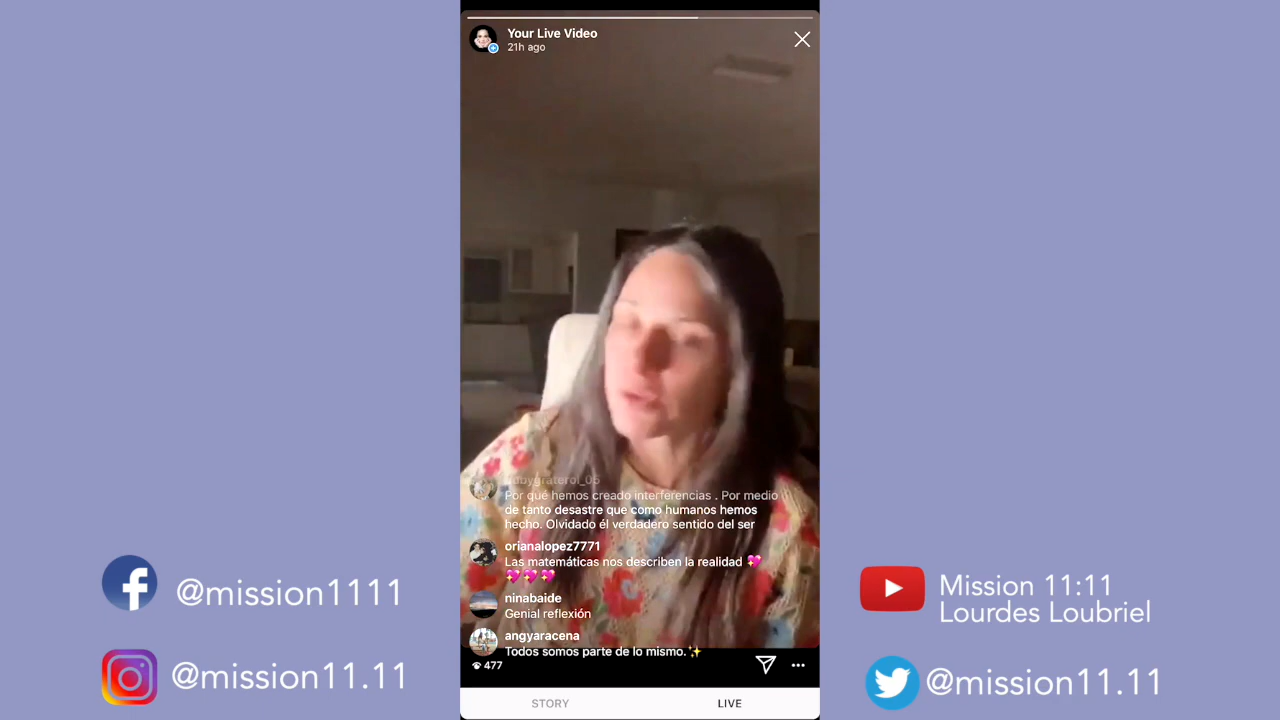 Your Live Video
21h ago
Por qué hemos creado interferencias . Por medio
de tanto desastre que como humanos hemos
hecho. Olvidado él verdadero sentido del ser
orianalopez7771
Las matemáticas nos describen la realidad 💖
💖💖💖
ninabaide
Genial reflexión
angyaracena
Todos somos parte de lo mismo.✨
477
STORY
LIVE
@mission1111
@mission11.11
Mission 11:11
Lourdes Loubriel
@mission11.11